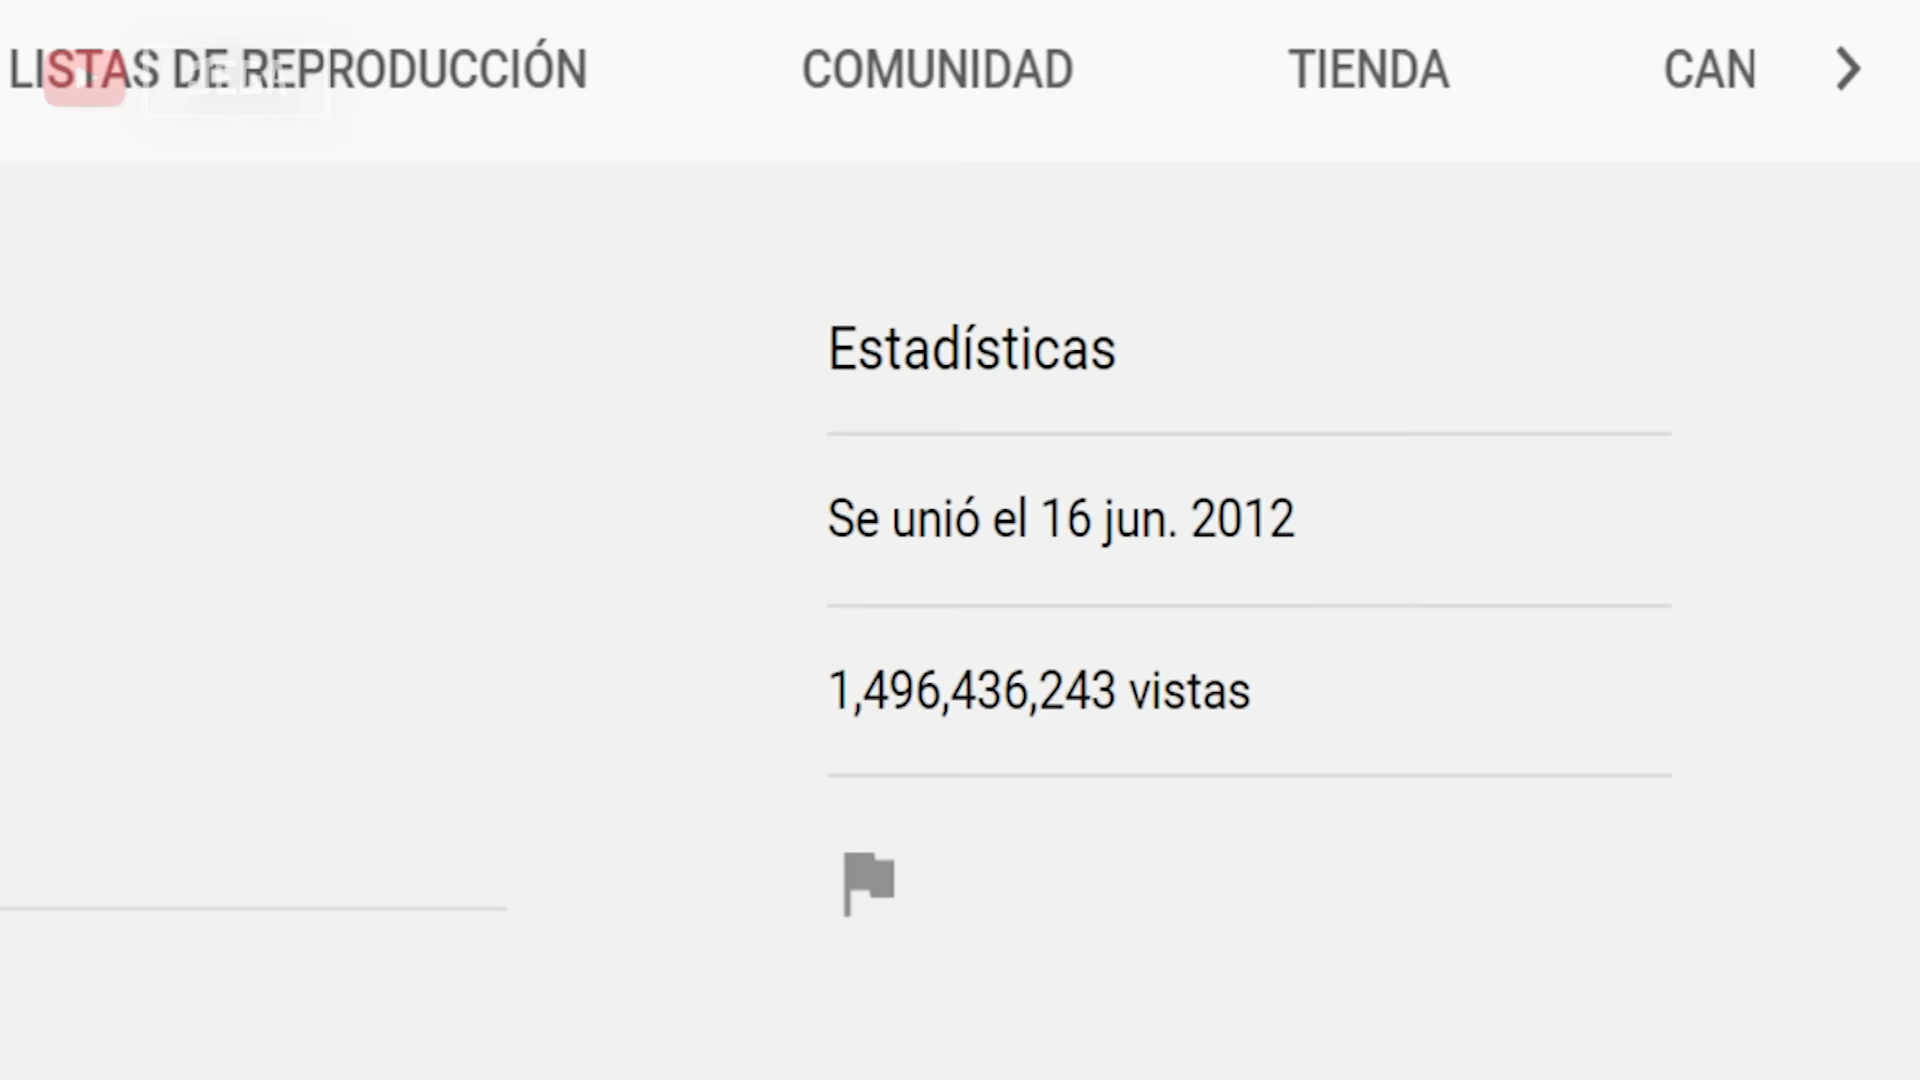 LISTAS DE REPRODUCCIÓN COMUNIDAD TIENDA CAN
Estadísticas
Se unió el 16 jun. 2012
1,496,436,243 vistas